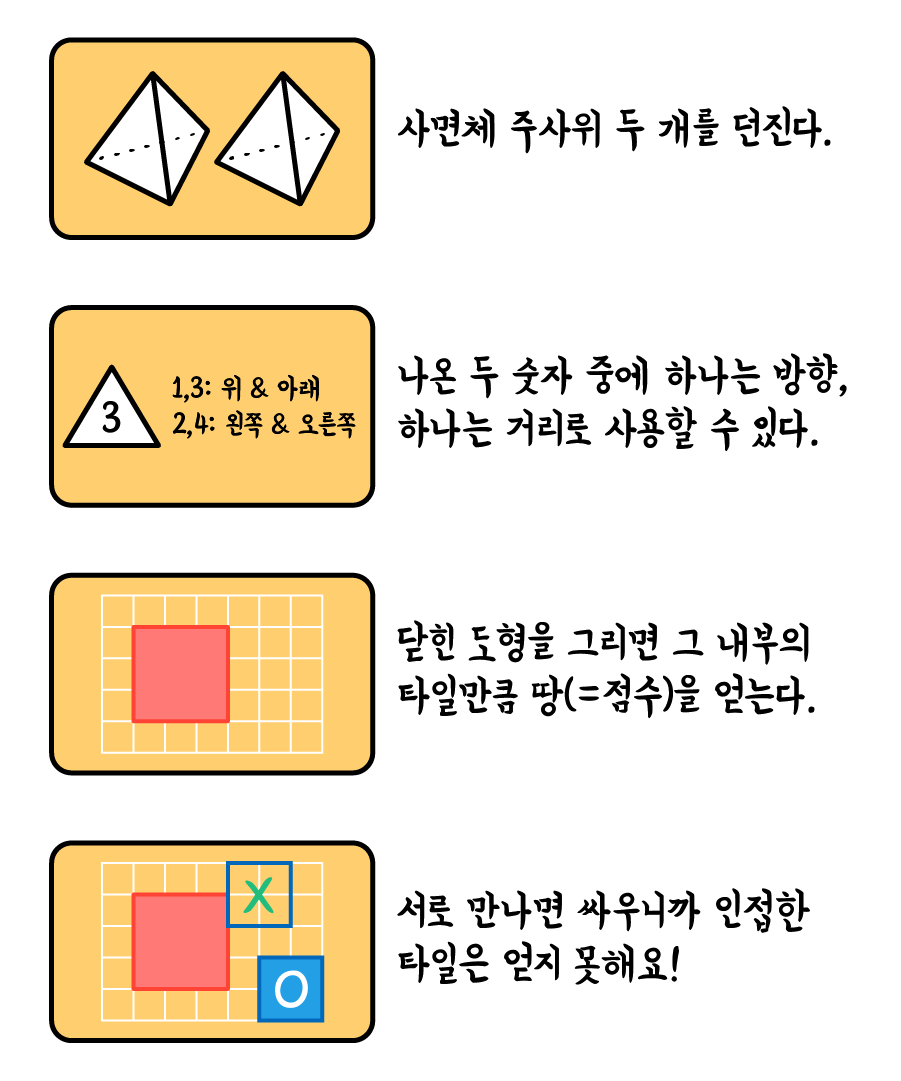 사면체 주사위 두 개를 던진다.
3
1,3: 위 & 아래
2,4: 왼쪽 & 오른쪽
나온 두 숫자 중에 하나는 방향,
하나는 거리로 사용할 수 있다.
닫힌 도형을 그리면 그 내부의
타일만큼 땅(=점수)을 얻는다.
X
O
서로 만나면 싸우니까 인접한
타일은 얻지 못해요!